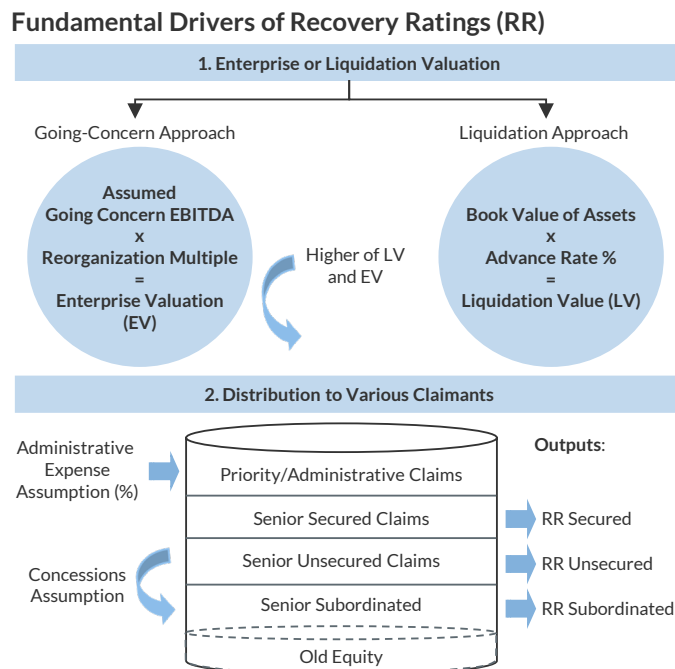 Fundamental Drivers of Recovery Ratings (RR)
1. Enterprise or Liquidation Valuation
Going-Concern Approach
Liquidation Approach
Assumed
Going Concern EBITDA
x
Reorganization Multiple
=
Enterprise Valuation
(EV)
Higher of LV
and EV
Book Value of Assets
x
Advance Rate %
=
Liquidation Value (LV)
2. Distribution to Various Claimants
Administrative
Expense
Assumption (%)
Outputs:
Priority/Administrative Claims
Senior Secured Claims
RR Secured
Senior Unsecured Claims
RR Unsecured
Concessions
Assumption
Senior Subordinated
RR Subordinated
Old Equity